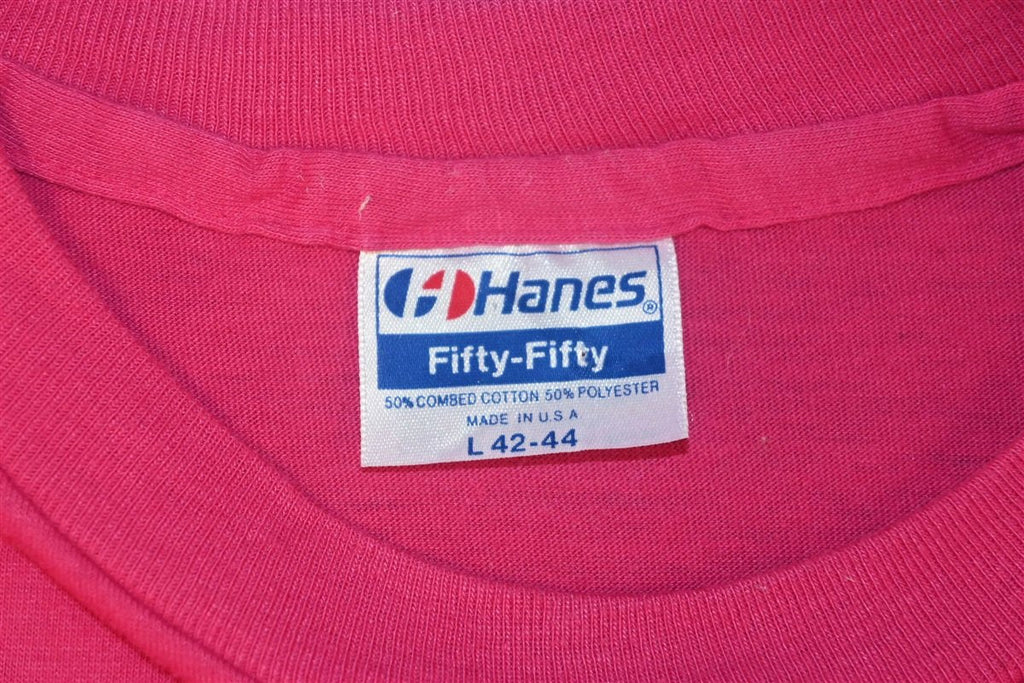 Hanes®
Fifty-Fifty
50% COMBED COTTON 50% POLYESTER
MADE IN U.S A
L 42-44